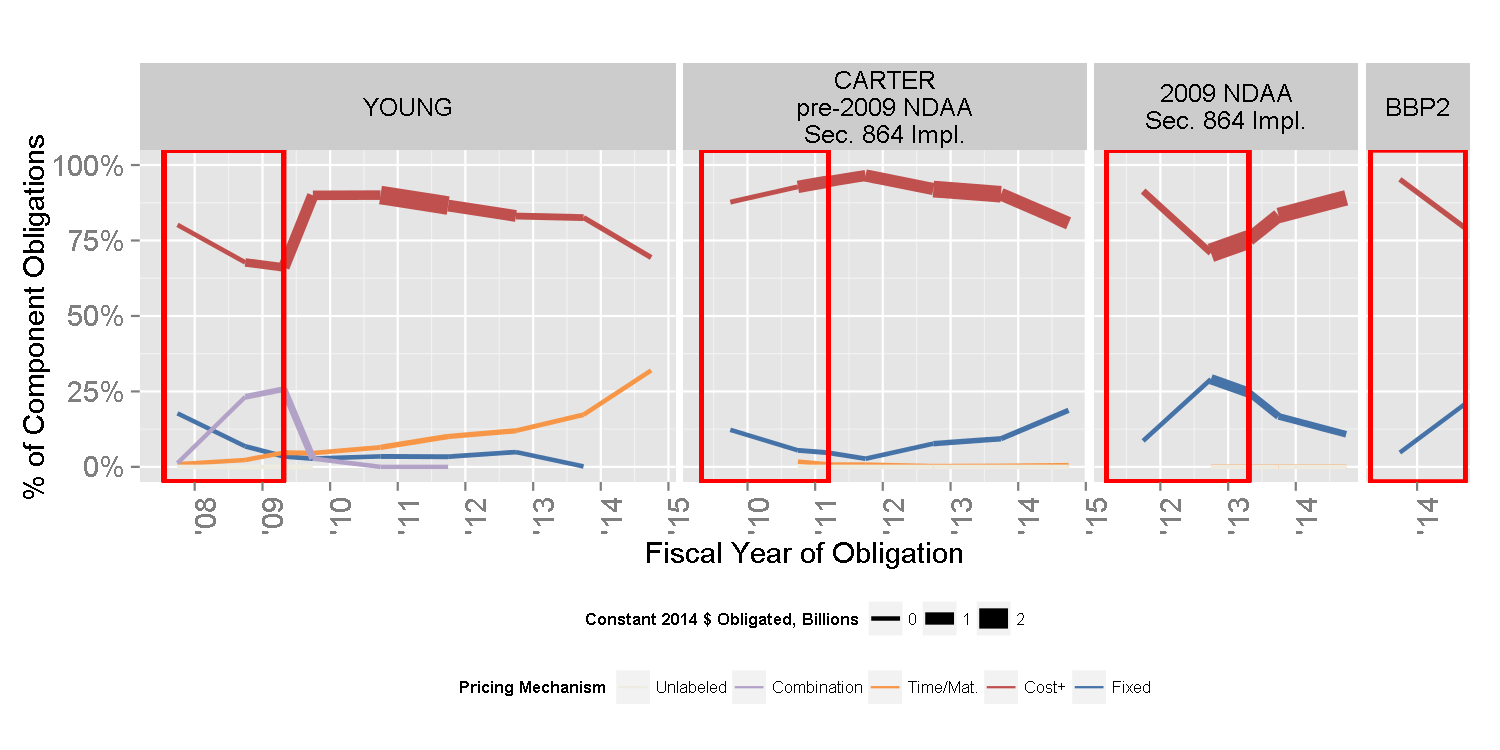 YOUNG
CARTER
pre-2009 NDAA
Sec. 864 Impl.
2009 NDAA
Sec. 864 Impl.
BBP2
% of Component Obligations
100%
75%
50%
25%
0%
'08 '09 '10 '11 '12 '13 '14 '15 '10 '11 '12 '13 '14 '15 '12 '13 '14 '14
Fiscal Year of Obligation
Constant 2014 $ Obligated, Billions 0 1 2
Pricing Mechanism Unlabeled Combination Time/Mat. Cost+ Fixed